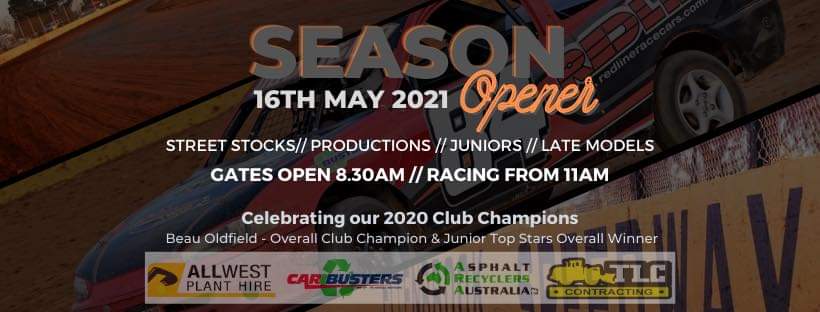 SEASON
16TH MAY 2021 Opener
STREET STOCKS// PRODUCTIONS // JUNIORS // LATE MODELS
GATES OPEN 8.30AM // RACING FROM 11AM
Celebrating our 2020 Club Champions
Beau Oldfield - Overall Club Champion & Junior Top Stars Overall Winner
ALLWEST
PLANT HIRE
CARBUSTERS
ASPHALT
RECYCLERS
AUSTRALIA
TLC
CONTRACTING
redlineracecars.com